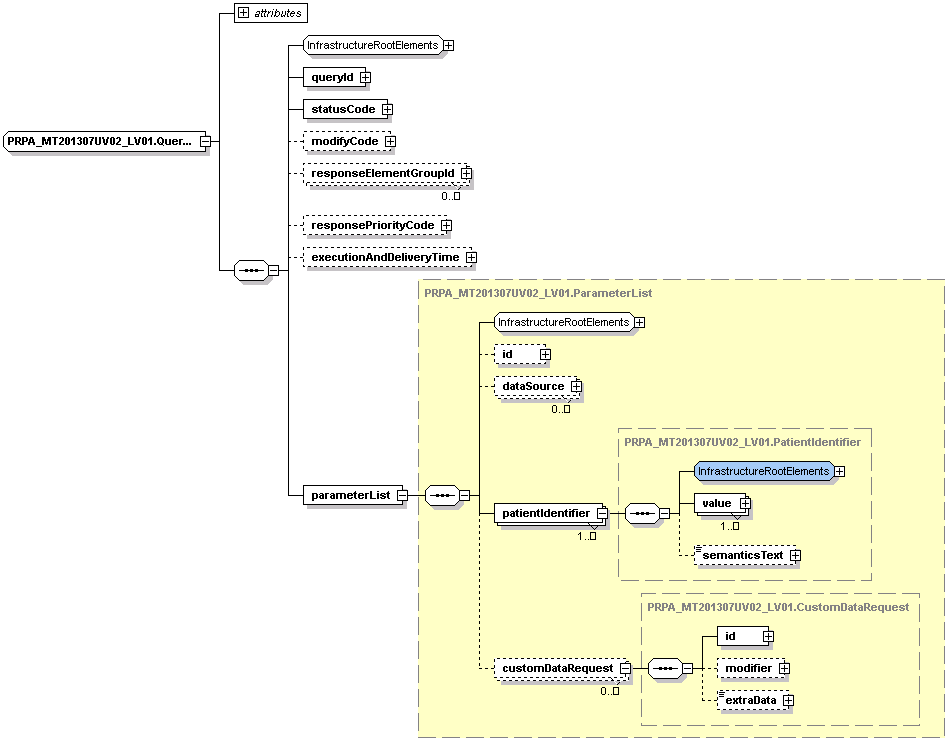 attributes
InfrastructureRootElements
queryId
statusCode
PRPA_MT201307UV02_LV01.Quer...
modifyCode
responseElementGroupId
0..
responsePriorityCode
executionAndDeliveryTime
PRPA_MT201307UV02_LV01.ParameterList
InfrastructureRootElements
id
dataSource
0..
PRPA_MT201307UV02_LV01.PatientIdentifier
InfrastructureRootElements
parameterList
value
patientIdentifier
1..
1..
semanticsText
PRPA_MT201307UV02_LV01.CustomDataRequest
id
customDataRequest
modifier
0..
extraData